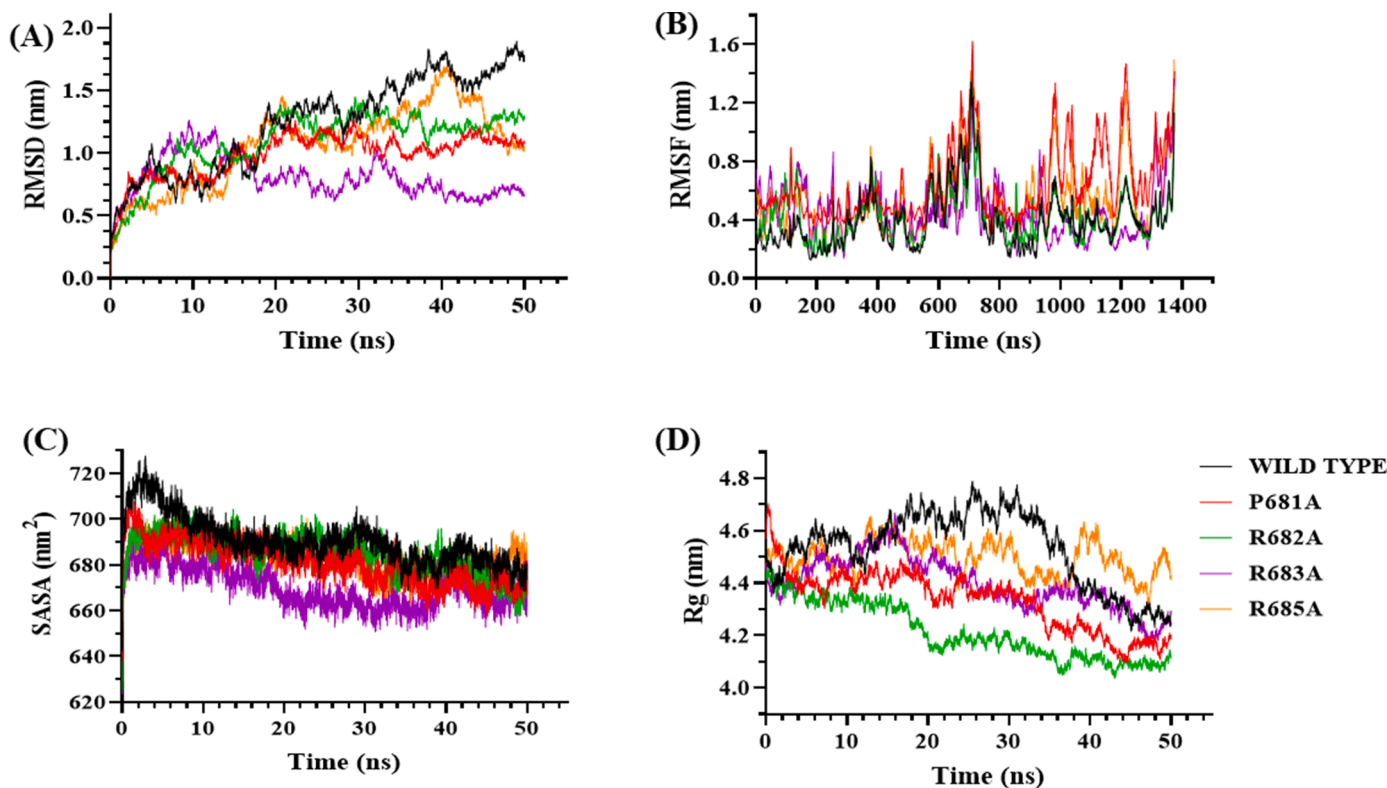 (A)
RMSD (nm)
2.0
1.5
1.0
0.5
0.0
0 10 20 30 40 50
Time (ns)
(B)
RMSF (nm)
1.6
1.2
0.8
0.4
0.0
0 200 400 600 800 1000 1200 1400
Time (ns)
(C)
SASA (nm²)
720
700
680
660
640
620
0 10 20 30 40 50
Time (ns)
(D)
Rg (nm)
4.8
4.6
4.4
4.2
4.0
0 10 20 30 40 50
Time (ns)
WILD TYPE
P681A
R682A
R683A
R685A